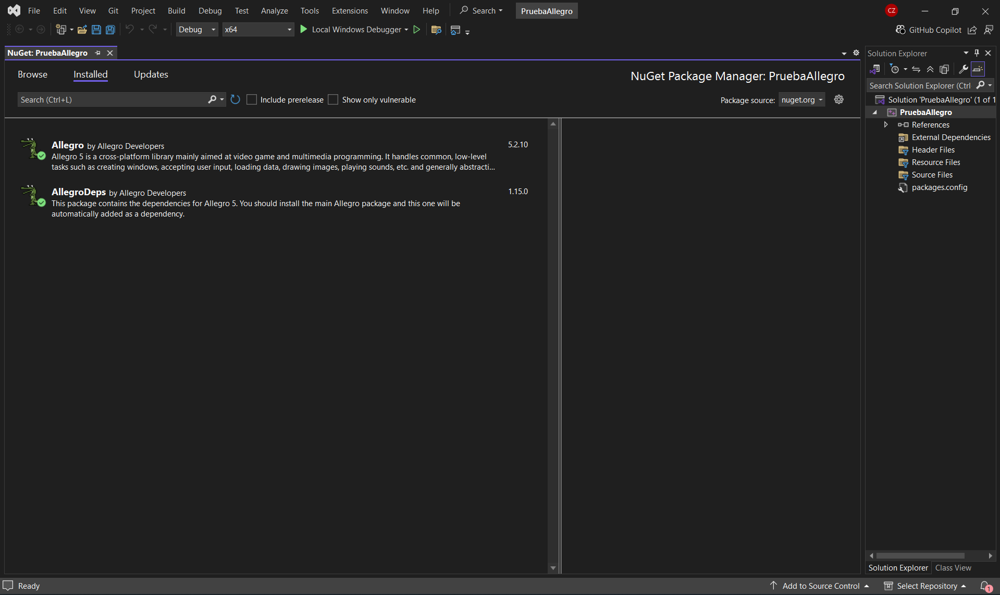 File Edit View Git Project Build Debug Test Analyze Tools Extensions Window Help Search PruebaAllegro CZ
Debug x64 Local Windows Debugger GitHub Copilot
NuGet: PruebaAllegro
Browse Installed Updates
NuGet Package Manager: PruebaAllegro
Search (Ctrl+L) Include prerelease Show only vulnerable
Package source: nuget.org
Allegro by Allegro Developers 5.2.10
Allegro 5 is a cross-platform library mainly aimed at video game and multimedia programming. It handles common, low-level
tasks such as creating windows, accepting user input, loading data, drawing images, playing sounds, etc. and generally abstracti...
AllegroDeps by Allegro Developers 1.15.0
This package contains the dependencies for Allegro 5. You should install the main Allegro package and this one will be
automatically added as a dependency.
Solution Explorer
Search Solution Explorer (Ctrl
Solution 'PruebaAllegro' (1 of 1
PruebaAllegro
References
External Dependencies
Header Files
Resource Files
Source Files
packages.config
Solution Explorer Class View
Ready Add to Source Control Select Repository 1